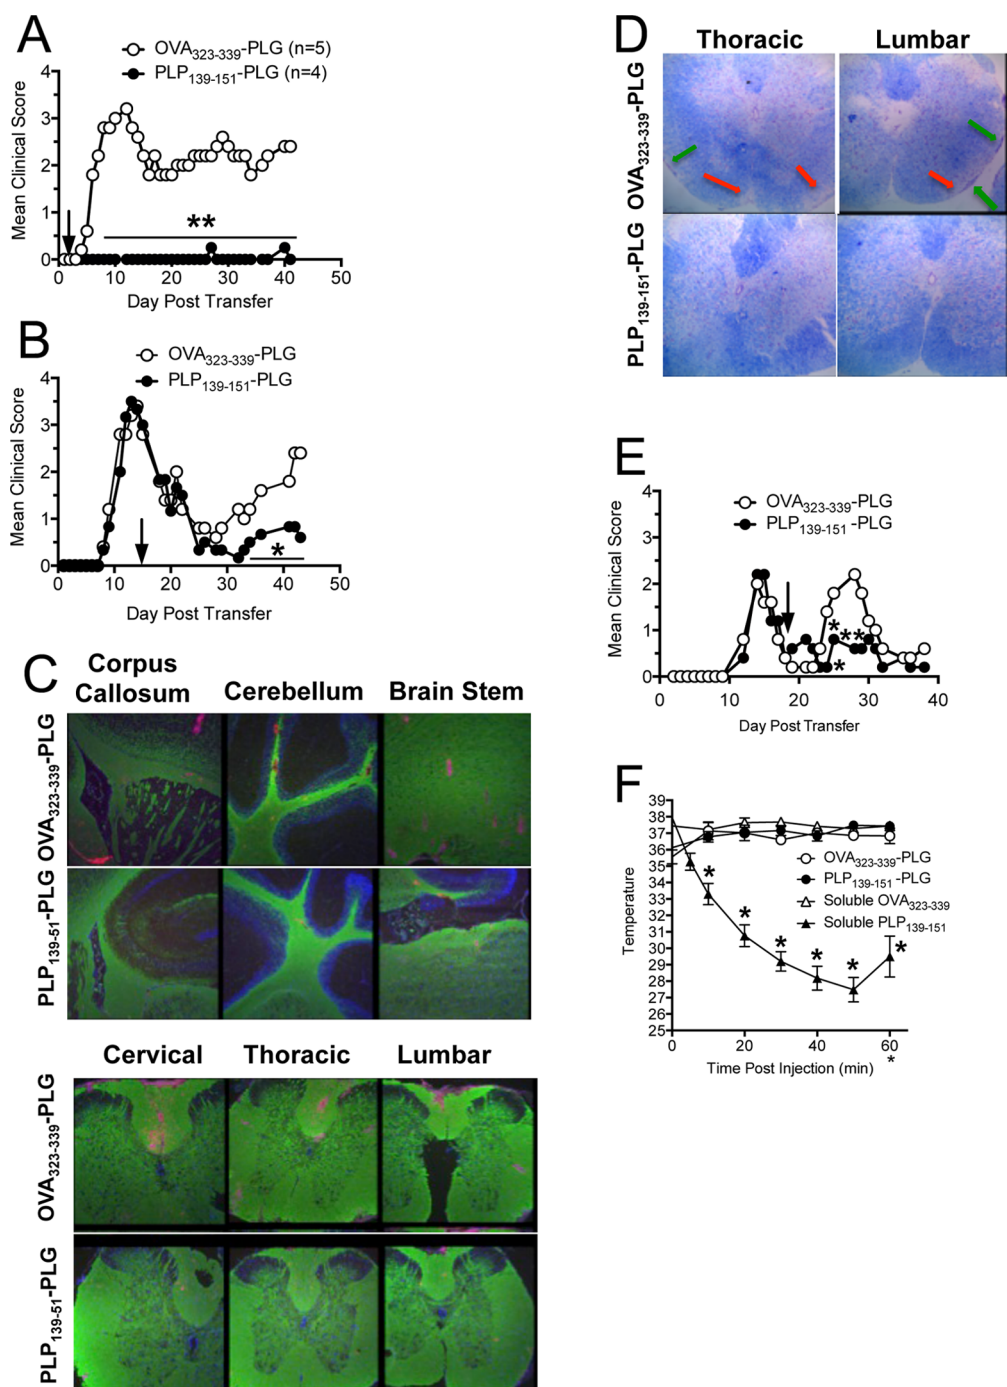 A
OVA323-339-PLG (n=5)
PLP139-151-PLG (n=4)
Mean Clinical Score
4
3
2
1
0
**
0 10 20 30 40 50
Day Post Transfer
B
OVA323-339-PLG
PLP139-151-PLG
Mean Clinical Score
4
3
2
1
0
*
0 10 20 30 40 50
Day Post Transfer
C
Corpus
Callosum
Cerebellum
Brain Stem
OVA323-339-PLG
PLP139-51-PLG
Cervical
Thoracic
Lumbar
OVA323-339-PLG
PLP139-51-PLG
D
Thoracic
Lumbar
OVA323-339-PLG
PLP139-151-PLG
E
OVA323-339-PLG
PLP139-151-PLG
Mean Clinical Score
4
3
2
1
0
* **
*
0 10 20 30 40
Day Post Transfer
F
Temperature
39
38
37
36
35
34
33
32
31
30
29
28
27
26
25
OVA323-339-PLG
PLP139-151-PLG
Soluble OVA323-339
Soluble PLP139-151
* * * * * *
0 20 40 60
*
Time Post Injection (min)